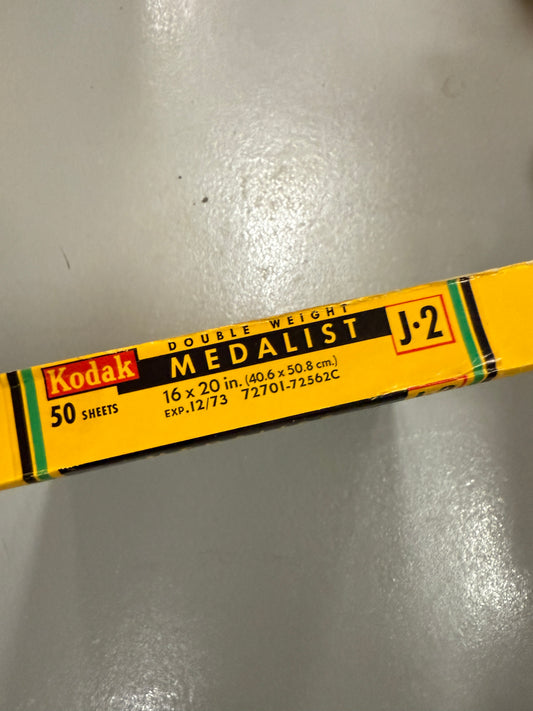 DOUBLE WEIGHT
Kodak MEDALIST J·2
50 SHEETS 16 x 20 in. (40.6 x 50.8 cm.)
EXP. 12/73 72701-72562C